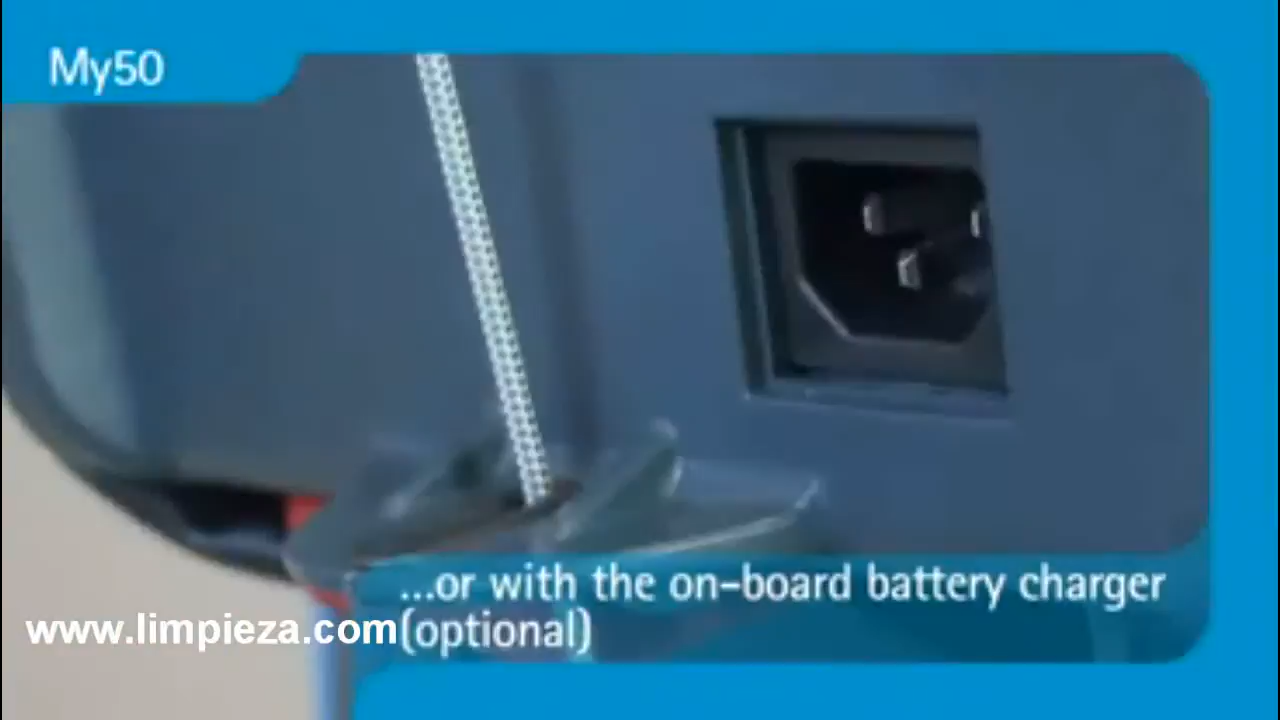 My50
...or with the on-board battery charger
www.limpieza.com(optional)